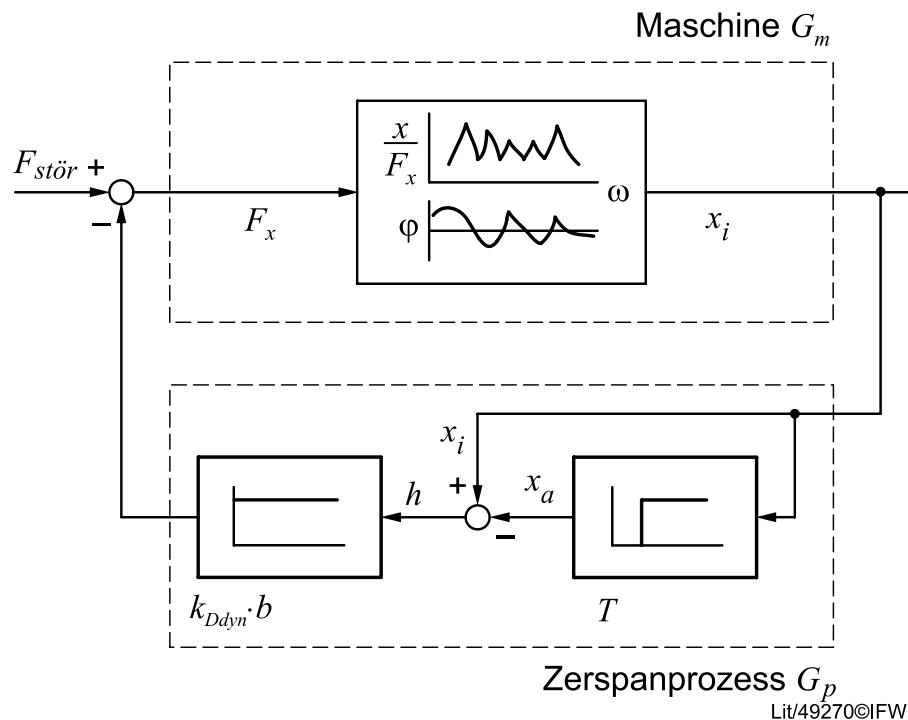 Maschine G_m
F_stör +
−
F_x
x/F_x
φ
ω
x_i
x_i
+
h
x_a
−
k_Ddyn·b
T
Zerspanprozess G_p
Lit/49270©IFW